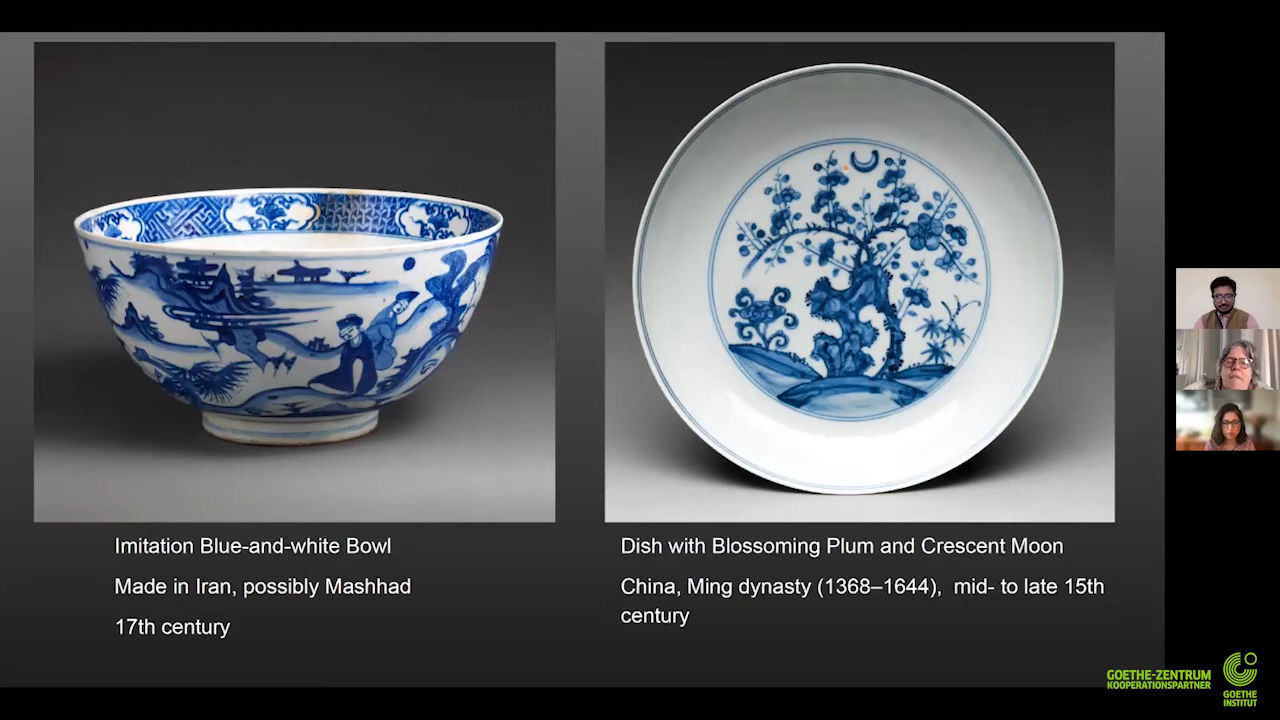 Imitation Blue-and-white Bowl
Made in Iran, possibly Mashhad
17th century
Dish with Blossoming Plum and Crescent Moon
China, Ming dynasty (1368–1644),  mid- to late 15th
century
GOETHE-ZENTRUM
KOOPERATIONSPARTNER
GOETHE
INSTITUT